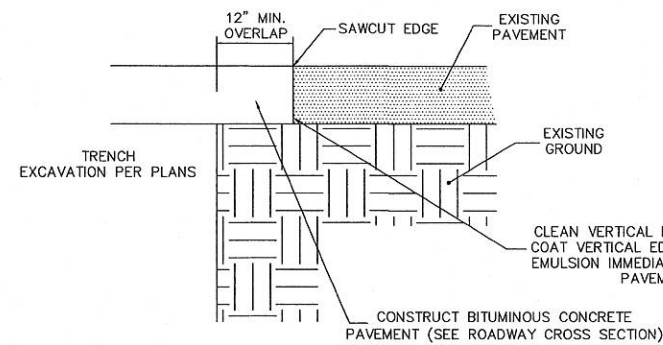 12" MIN.
OVERLAP
SAWCUT EDGE
EXISTING
PAVEMENT
EXISTING
GROUND
TRENCH
EXCAVATION PER PLANS
CLEAN VERTICAL
COAT VERTICAL
EMULSION
CONSTRUCT BITUMINOUS CONCRETE
PAVEMENT (SEE ROADWAY CROSS SECTION)